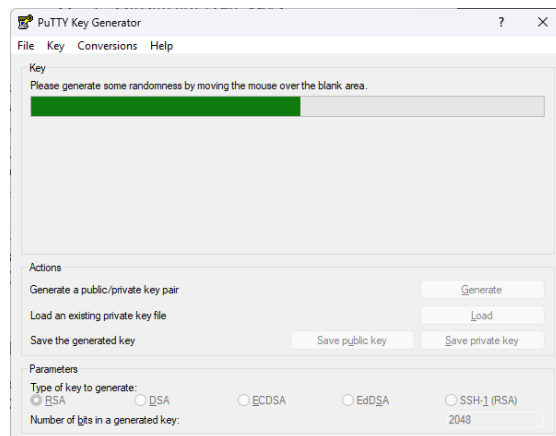 PuTTY Key Generator ? X
File Key Conversions Help
Key
Please generate some randomness by moving the mouse over the blank area.
Actions
Generate a public/private key pair Generate
Load an existing private key file Load
Save the generated key Save public key Save private key
Parameters
Type of key to generate:
RSA DSA ECDSA EdDSA SSH-1 (RSA)
Number of bits in a generated key: 2048